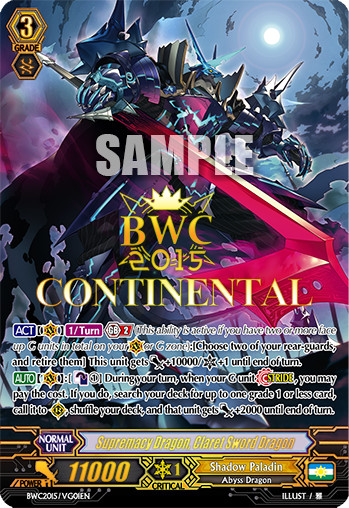 3
GRADE
SAMPLE
BWC
2015
CONTINENTAL
ACT 1/Turn GB 2 (This ability is active if you have two or more face
up G units in total on your or G zone):[Choose two of your rear-guards,
and retire them] This unit gets +10000/ +1 until end of turn.
AUTO During your turn, when your G unit STRIDE, you may
pay the cost. If you do, search your deck for up to one grade 1 or less card,
call it to , shuffle your deck, and that unit gets +2000 until end of turn.
NORMAL
UNIT
Supremacy Dragon, Claret Sword Dragon
POWER
11000
1
CRITICAL
Shadow Paladin
Abyss Dragon
BWC2015/VG01EN
ILLUST /